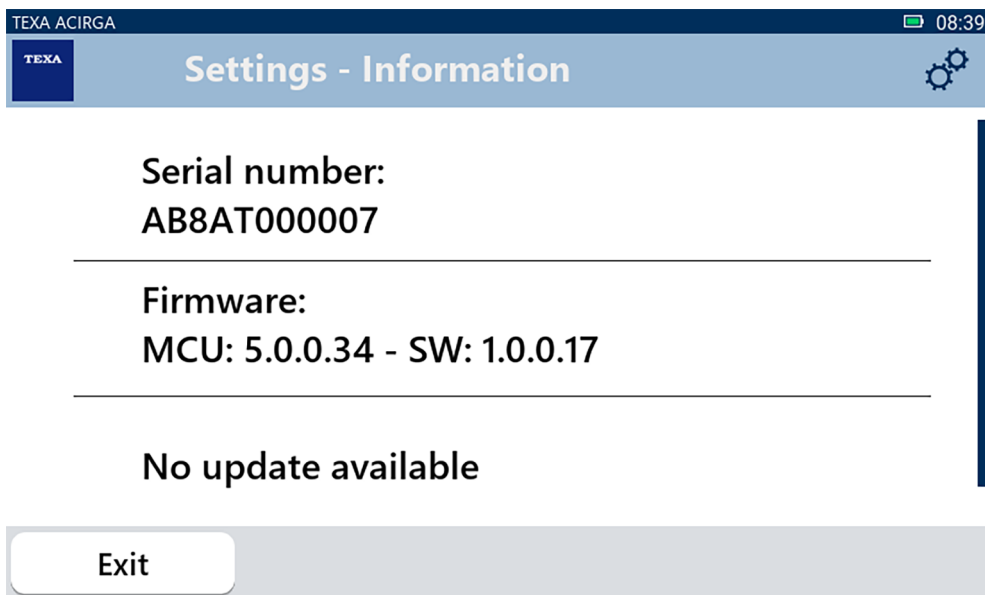 TEXA ACIRGA
08:39
TEXA
Settings - Information
Serial number:
AB8AT000007
Firmware:
MCU: 5.0.0.34 - SW: 1.0.0.17
No update available
Exit